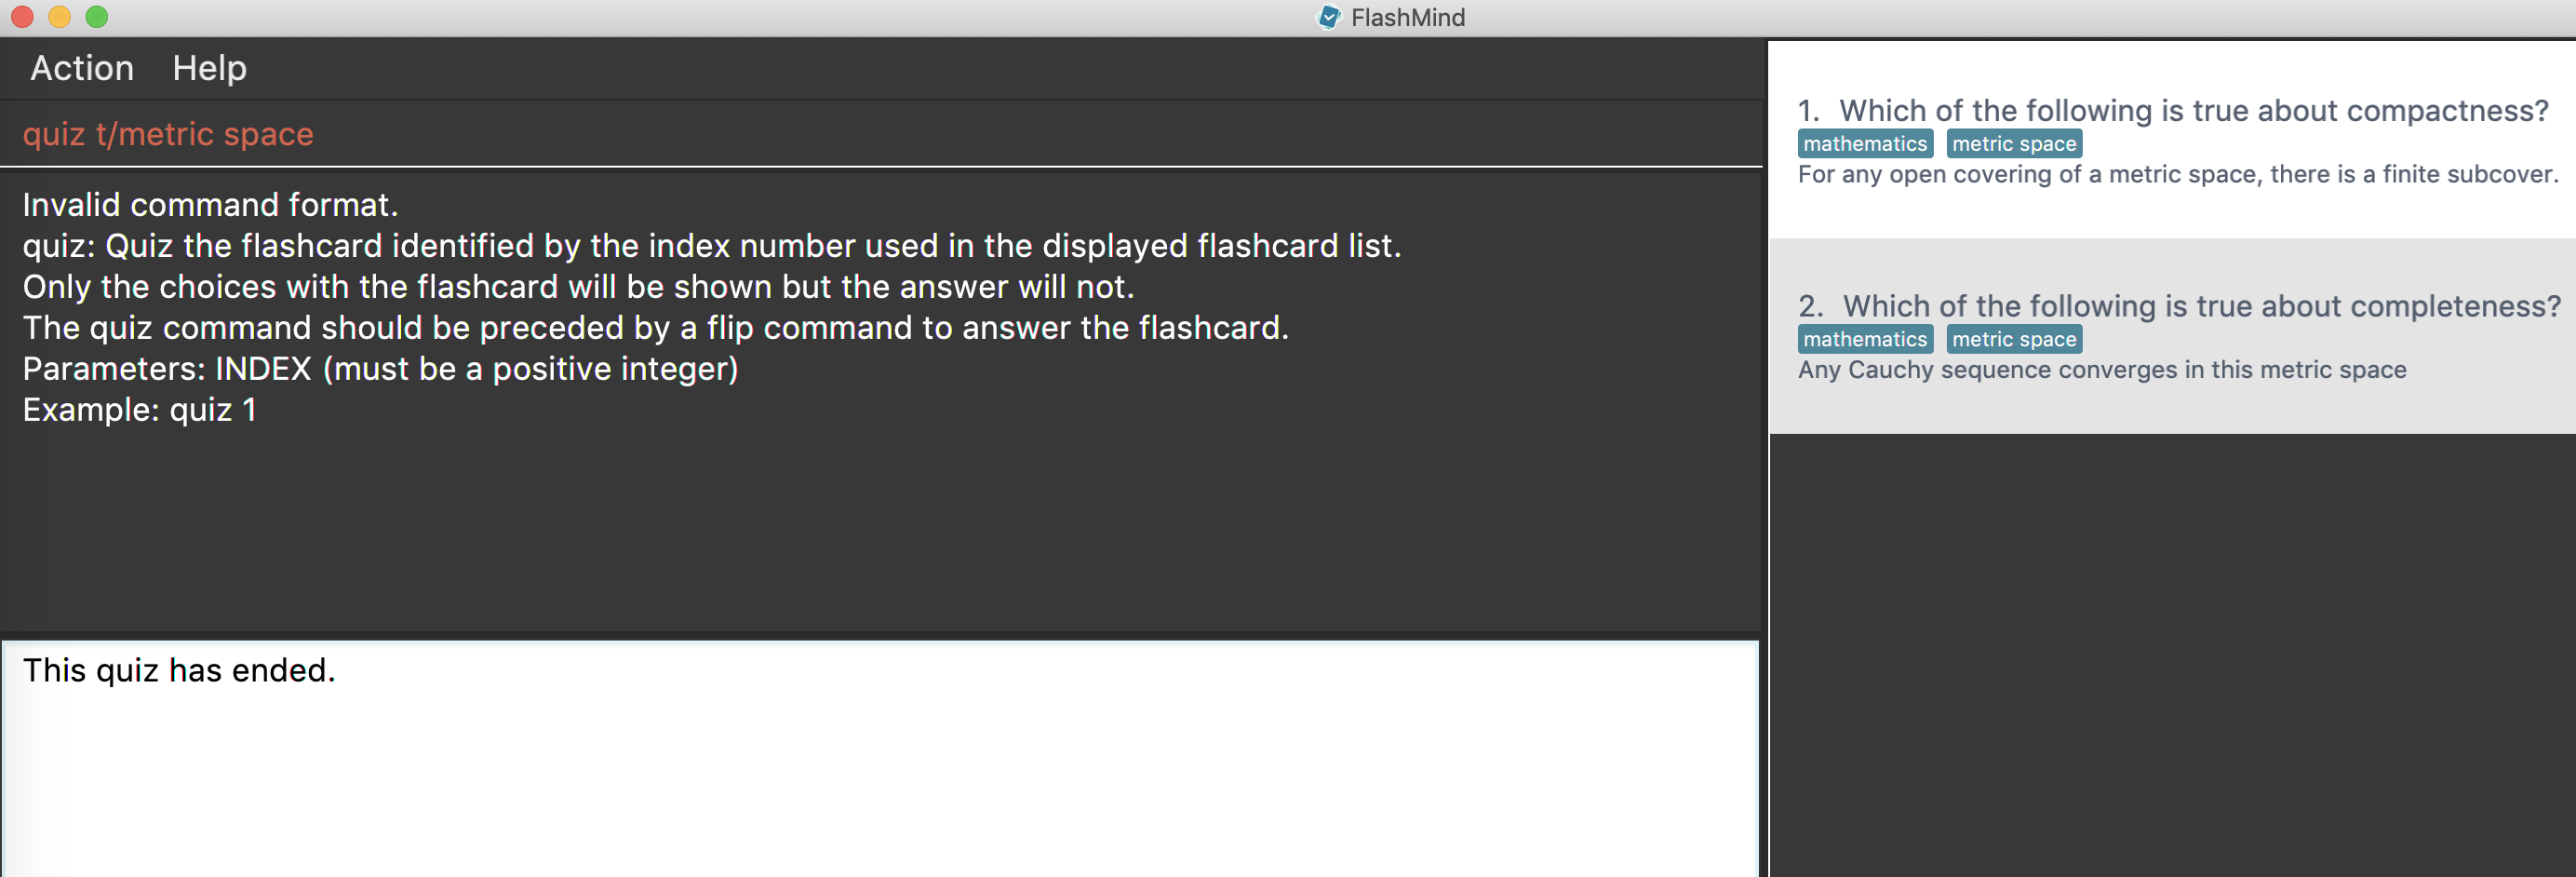 FlashMind
Action Help
quiz t/metric space
Invalid command format.
quiz: Quiz the flashcard identified by the index number used in the displayed flashcard list.
Only the choices with the flashcard will be shown but the answer will not.
The quiz command should be preceded by a flip command to answer the flashcard.
Parameters: INDEX (must be a positive integer)
Example: quiz 1
This quiz has ended.
1. Which of the following is true about compactness?
mathematics metric space
For any open covering of a metric space, there is a finite subcover.
2. Which of the following is true about completeness?
mathematics metric space
Any Cauchy sequence converges in this metric space